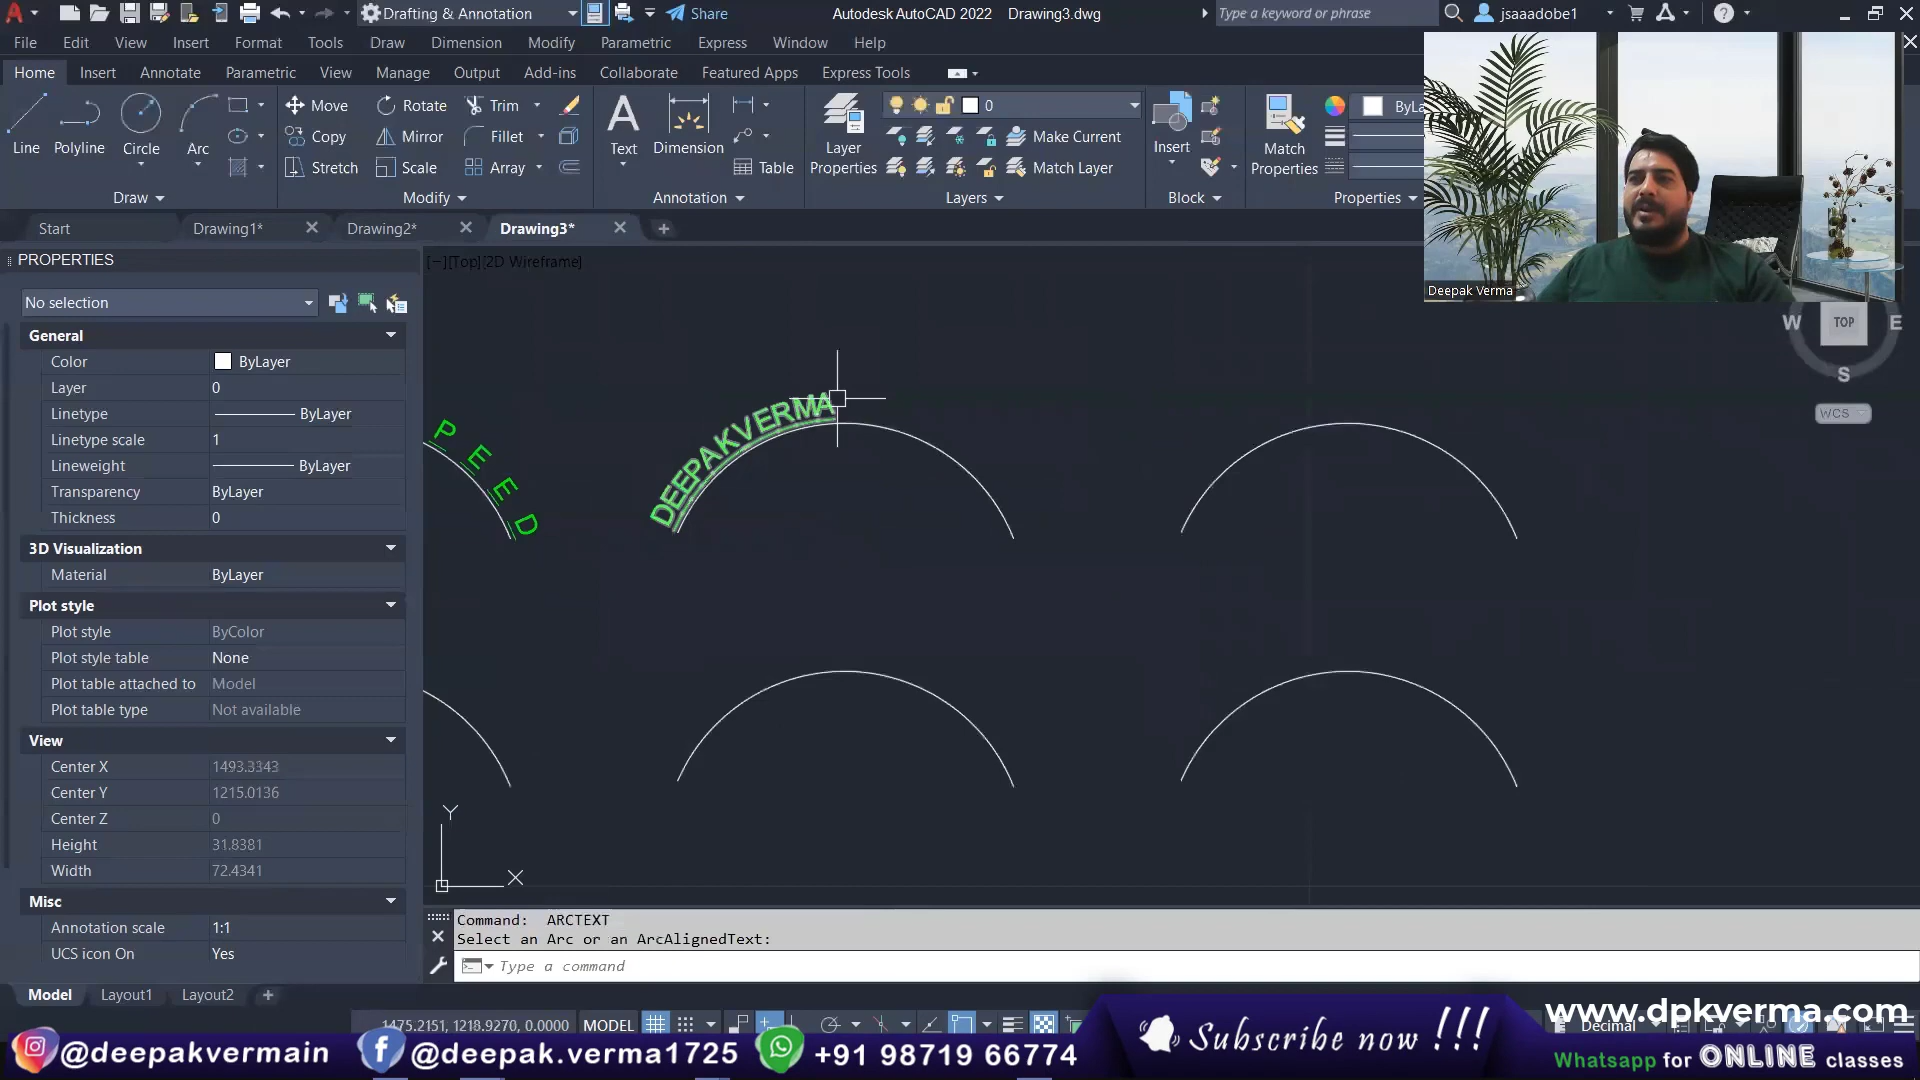 Drafting & Annotation
Share
Autodesk AutoCAD 2022 Drawing3.dwg
Type a keyword or phrase
jsaaadobe1
File Edit View Insert Format Tools Draw Dimension Modify Parametric Express Window Help
Home Insert Annotate Parametric View Manage Output Add-ins Collaborate Featured Apps Express Tools
Line Polyline Circle Arc
Move Rotate Trim
Copy Mirror Fillet
Stretch Scale Array
Text Dimension Table
Layer Properties
0
Make Current
Match Layer
Insert
Match Properties
ByLa
Draw Modify Annotation Layers Block Properties
Start Drawing1* Drawing2* Drawing3*
Deepak Verma
PROPERTIES
[−][Top][2D Wireframe]
No selection
General
Color ByLayer
Layer 0
Linetype ByLayer
Linetype scale 1
Lineweight ByLayer
Transparency ByLayer
Thickness 0
3D Visualization
Material ByLayer
Plot style
Plot style ByColor
Plot style table None
Plot table attached to Model
Plot table type Not available
View
Center X 1493.3343
Center Y 1215.0136
Center Z 0
Height 31.8381
Width 72.4341
Misc
Annotation scale 1:1
UCS icon On Yes
PEED
DEEPAKVERMA
W TOP E
S
WCS
Y
X
Command: ARCTEXT
Select an Arc or an ArcAlignedText:
Type a command
Model Layout1 Layout2
1475.2151, 1218.9270, 0.0000 MODEL
Decimal
www.dpkverma.com
@deepakvermain
@deepak.verma1725
+91 98719 66774
Subscribe now !!!
Whatsapp for ONLINE classes